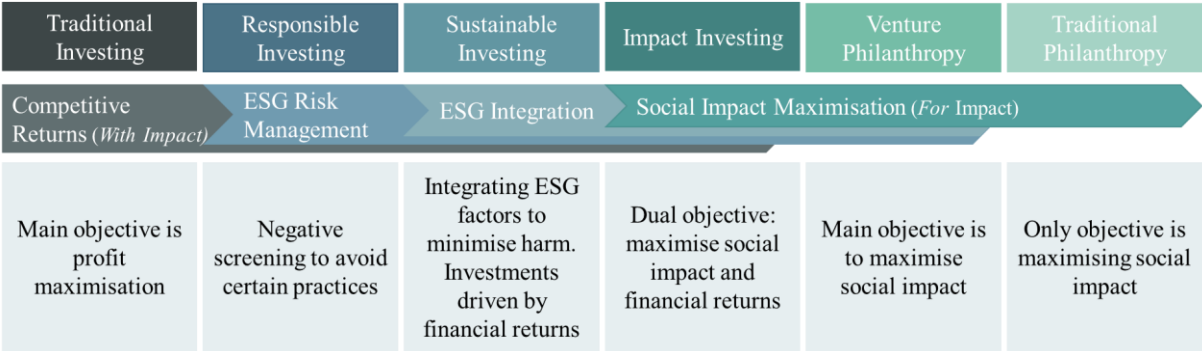 Traditional
Investing
Responsible
Investing
Sustainable
Investing
Impact Investing
Venture
Philanthropy
Traditional
Philanthropy
Competitive
Returns (With Impact)
ESG Risk
Management
ESG Integration
Social Impact Maximisation (For Impact)
Main objective is
profit
maximisation
Negative
screening to avoid
certain practices
Integrating ESG
factors to
minimise harm.
Investments
driven by
financial returns
Dual objective:
maximise social
impact and
financial returns
Main objective is
to maximise
social impact
Only objective is
maximising social
impact